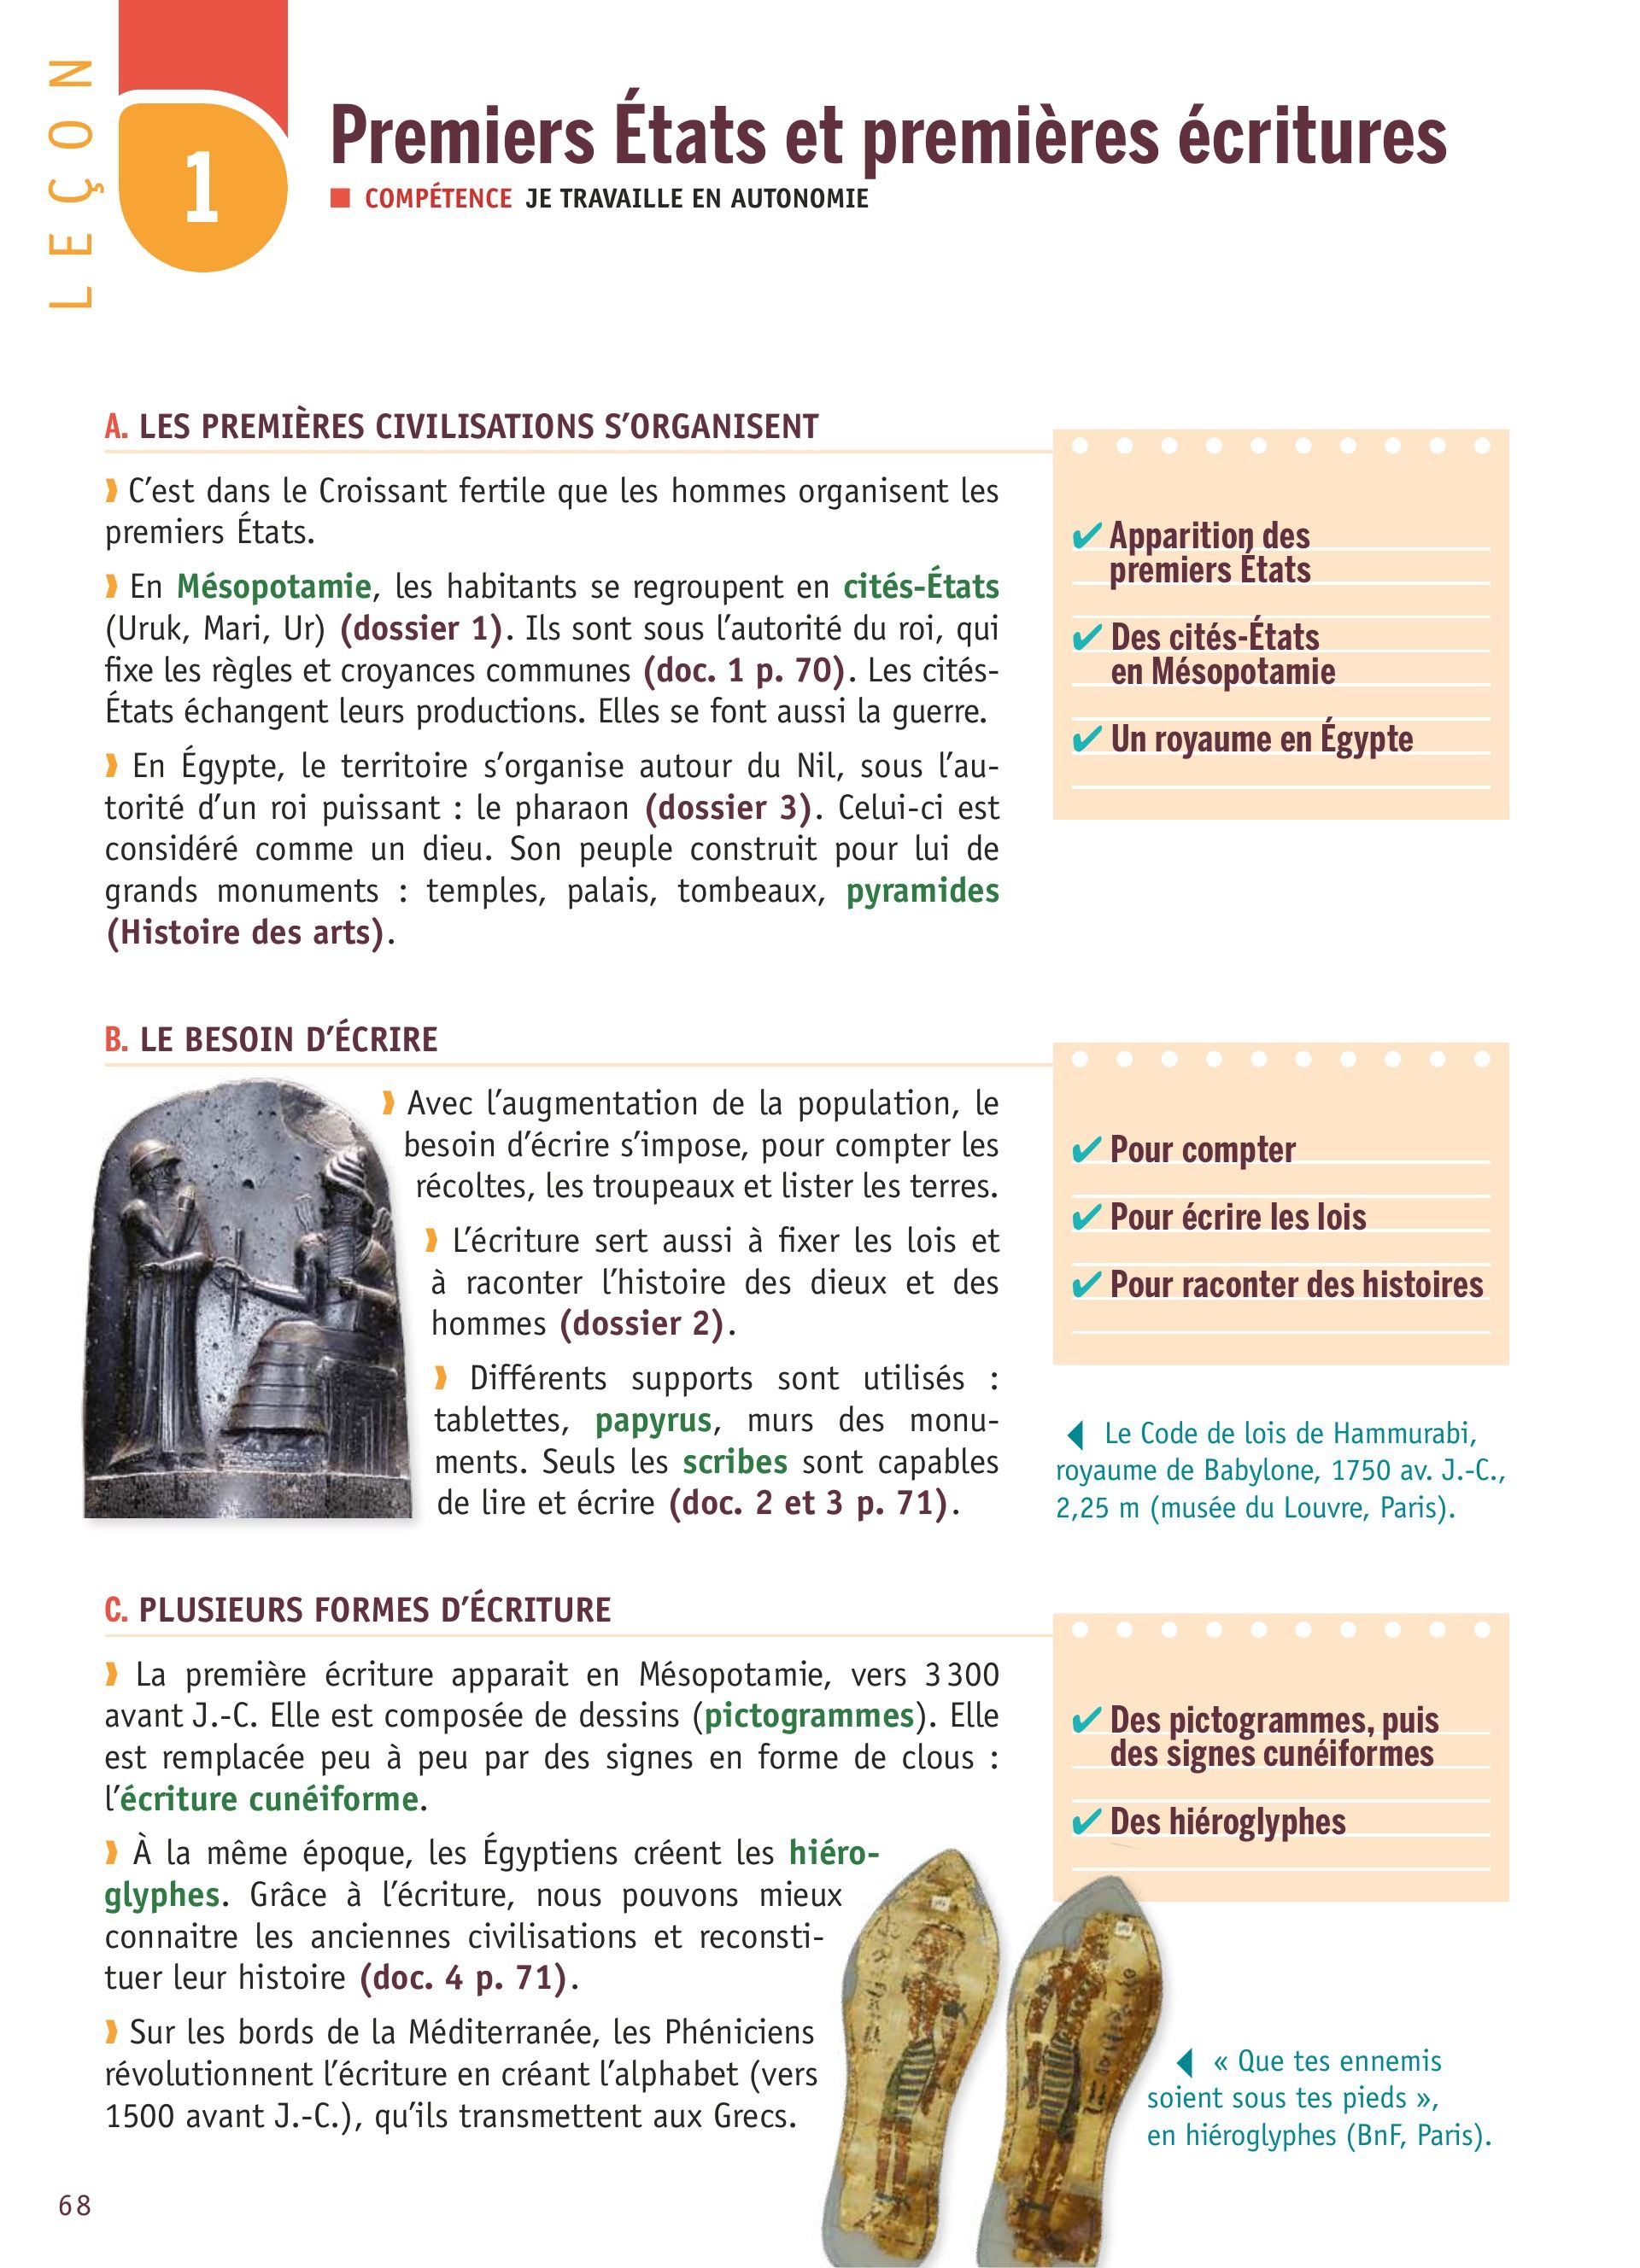 LEÇON
1
Premiers États et premières écritures
■ COMPÉTENCE JE TRAVAILLE EN AUTONOMIE
A. LES PREMIÈRES CIVILISATIONS S’ORGANISENT
C’est dans le Croissant fertile que les hommes organisent les
premiers États.
En Mésopotamie, les habitants se regroupent en cités-États
(Uruk, Mari, Ur) (dossier 1). Ils sont sous l’autorité du roi, qui
fixe les règles et croyances communes (doc. 1 p. 70). Les cités-
États échangent leurs productions. Elles se font aussi la guerre.
En Égypte, le territoire s’organise autour du Nil, sous l’au-
torité d’un roi puissant : le pharaon (dossier 3). Celui-ci est
considéré comme un dieu. Son peuple construit pour lui de
grands monuments : temples, palais, tombeaux, pyramides
(Histoire des arts).
✔ Apparition des
premiers États
✔ Des cités-États
en Mésopotamie
✔ Un royaume en Égypte
B. LE BESOIN D’ÉCRIRE
Avec l’augmentation de la population, le
besoin d’écrire s’impose, pour compter les
récoltes, les troupeaux et lister les terres.
L’écriture sert aussi à fixer les lois et
à raconter l’histoire des dieux et des
hommes (dossier 2).
Différents supports sont utilisés :
tablettes, papyrus, murs des monu-
ments. Seuls les scribes sont capables
de lire et écrire (doc. 2 et 3 p. 71).
✔ Pour compter
✔ Pour écrire les lois
✔ Pour raconter des histoires
◀ Le Code de lois de Hammurabi,
royaume de Babylone, 1750 av. J.-C.,
2,25 m (musée du Louvre, Paris).
C. PLUSIEURS FORMES D’ÉCRITURE
La première écriture apparait en Mésopotamie, vers 3 300
avant J.-C. Elle est composée de dessins (pictogrammes). Elle
est remplacée peu à peu par des signes en forme de clous :
l’écriture cunéiforme.
À la même époque, les Égyptiens créent les hiéro-
glyphes. Grâce à l’écriture, nous pouvons mieux
connaitre les anciennes civilisations et reconsti-
tuer leur histoire (doc. 4 p. 71).
Sur les bords de la Méditerranée, les Phéniciens
révolutionnent l’écriture en créant l’alphabet (vers
1500 avant J.-C.), qu’ils transmettent aux Grecs.
✔ Des pictogrammes, puis
des signes cunéiformes
✔ Des hiéroglyphes
◀ « Que tes ennemis
soient sous tes pieds »,
en hiéroglyphes (BnF, Paris).
68